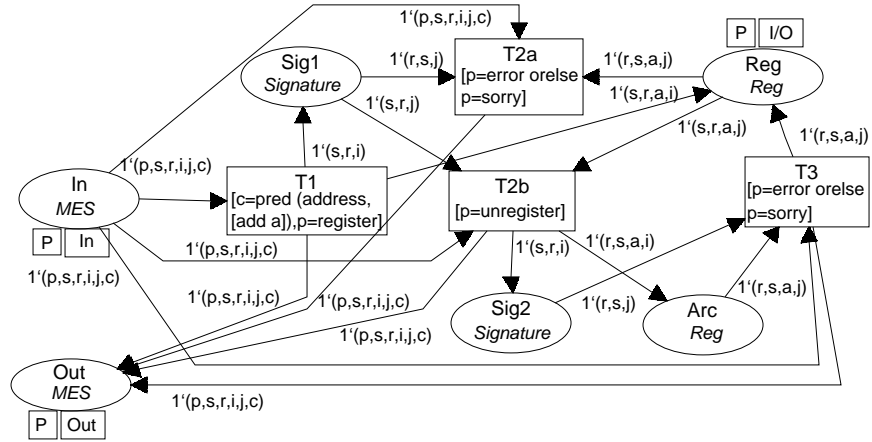 1‘(p,s,r,i,j,c)
P I/O
T2a
[p=error orelse
p=sorry]
Sig1
Signature
1‘(r,s,j)
1‘(r,s,a,j)
Reg
Reg
1‘(s,r,j)
1‘(s,r,a,i)
1‘(s,r,a,j)
1‘(r,s,a,j)
1‘(p,s,r,i,j,c)
1‘(s,r,i)
In
MES
P In
T1
[c=pred (address,
[add a]),p=register]
T2b
[p=unregister]
T3
[p=error orelse
p=sorry]
1‘(p,s,r,i,j,c)
1‘(s,r,i)
1‘(r,s,a,i)
1‘(p,s,r,i,j,c)
1‘(r,s,a,j)
1‘(p,s,r,i,j,c)
1‘(p,s,r,i,j,c)
1‘(r,s,j)
Sig2
Signature
Arc
Reg
1‘(p,s,r,i,j,c)
Out
MES
P Out
1‘(p,s,r,i,j,c)